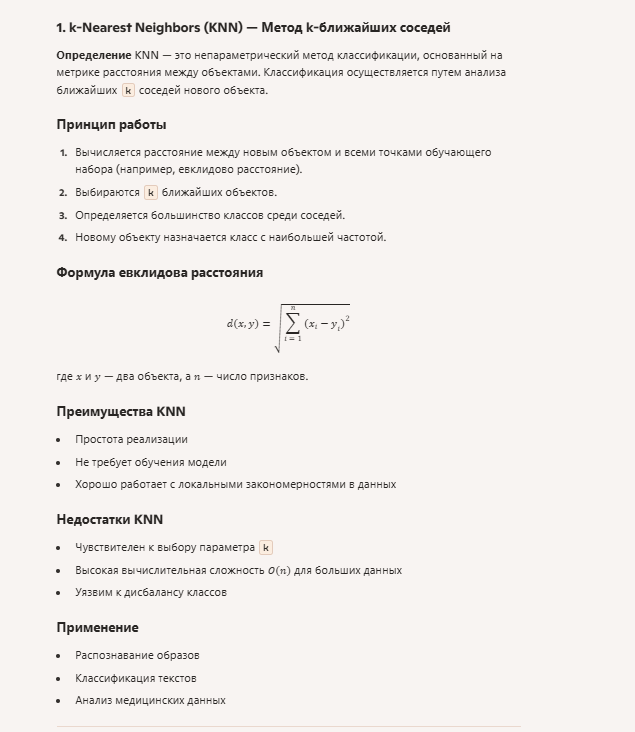 1. k-Nearest Neighbors (KNN) — Метод k-ближайших соседей
Определение KNN — это непараметрический метод классификации, основанный на
метрике расстояния между объектами. Классификация осуществляется путем анализа
ближайших k соседей нового объекта.
Принцип работы
1. Вычисляется расстояние между новым объектом и всеми точками обучающего
набора (например, евклидово расстояние).
2. Выбираются k ближайших объектов.
3. Определяется большинство классов среди соседей.
4. Новому объекту назначается класс с наибольшей частотой.
Формула евклидова расстояния
d(x, y) = √(∑_{i=1}^{n} (x_i − y_i)^2)
где x и y — два объекта, а n — число признаков.
Преимущества KNN
• Простота реализации
• Не требует обучения модели
• Хорошо работает с локальными закономерностями в данных
Недостатки KNN
• Чувствителен к выбору параметра k
• Высокая вычислительная сложность O(n) для больших данных
• Уязвим к дисбалансу классов
Применение
• Распознавание образов
• Классификация текстов
• Анализ медицинских данных